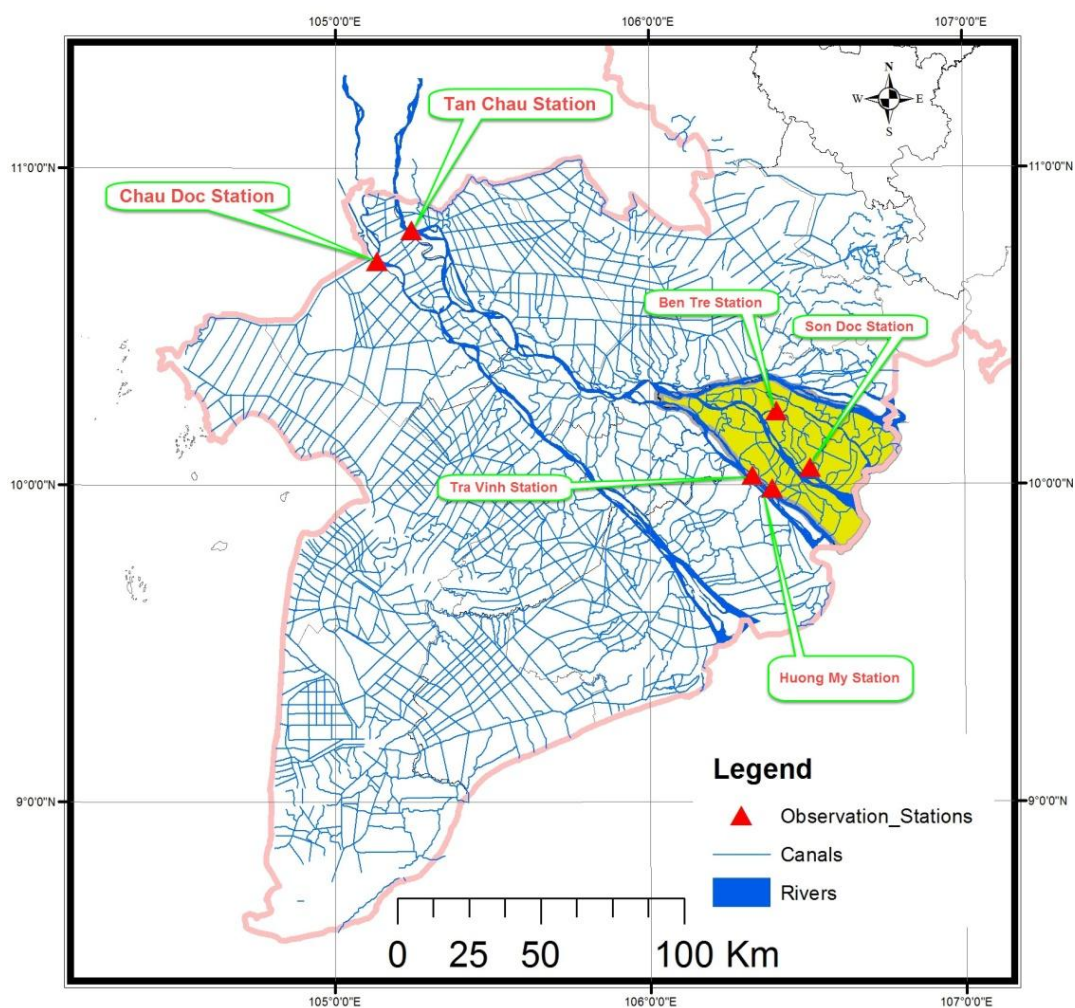 105°0'0"E
106°0'0"E
107°0'0"E
N
W
E
S
Tan Chau Station
11°0'0"N
11°0'0"N
Chau Doc Station
Ben Tre Station
Son Doc Station
10°0'0"N
10°0'0"N
Tra Vinh Station
Huong My Station
Legend
Observation_Stations
Canals
Rivers
9°0'0"N
9°0'0"N
0 25 50 100 Km
105°0'0"E
106°0'0"E
107°0'0"E